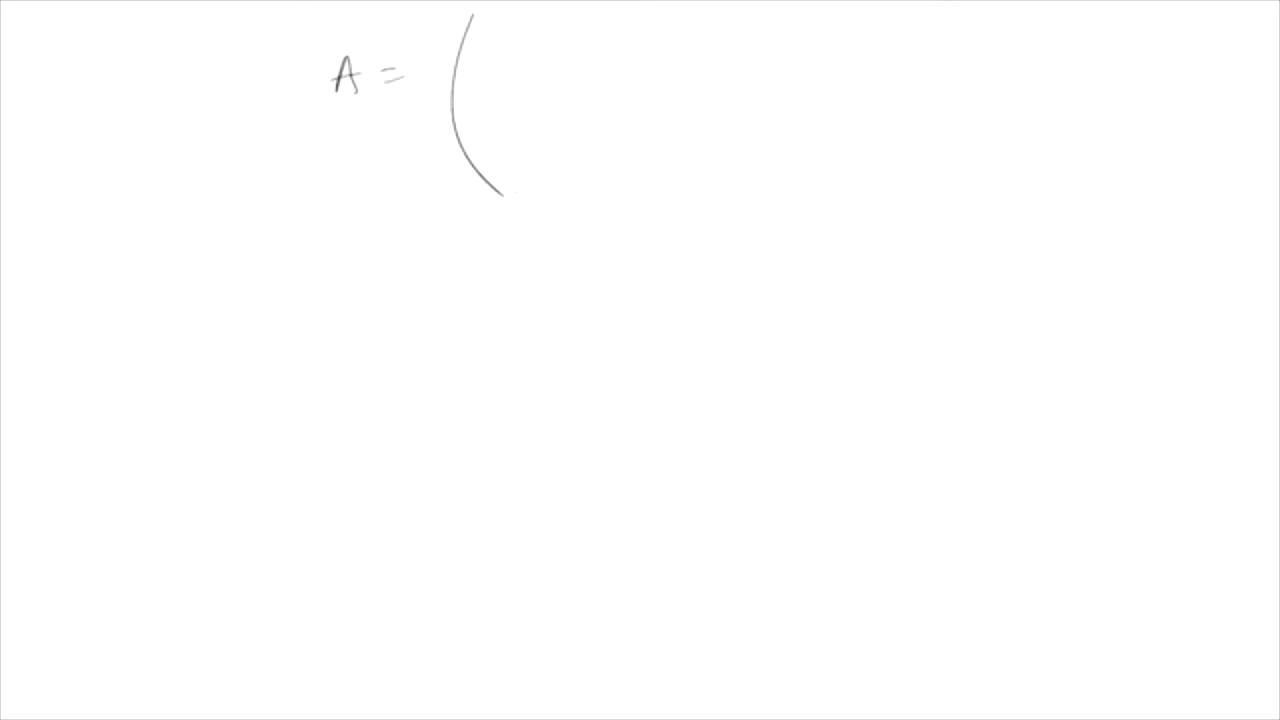 A = (